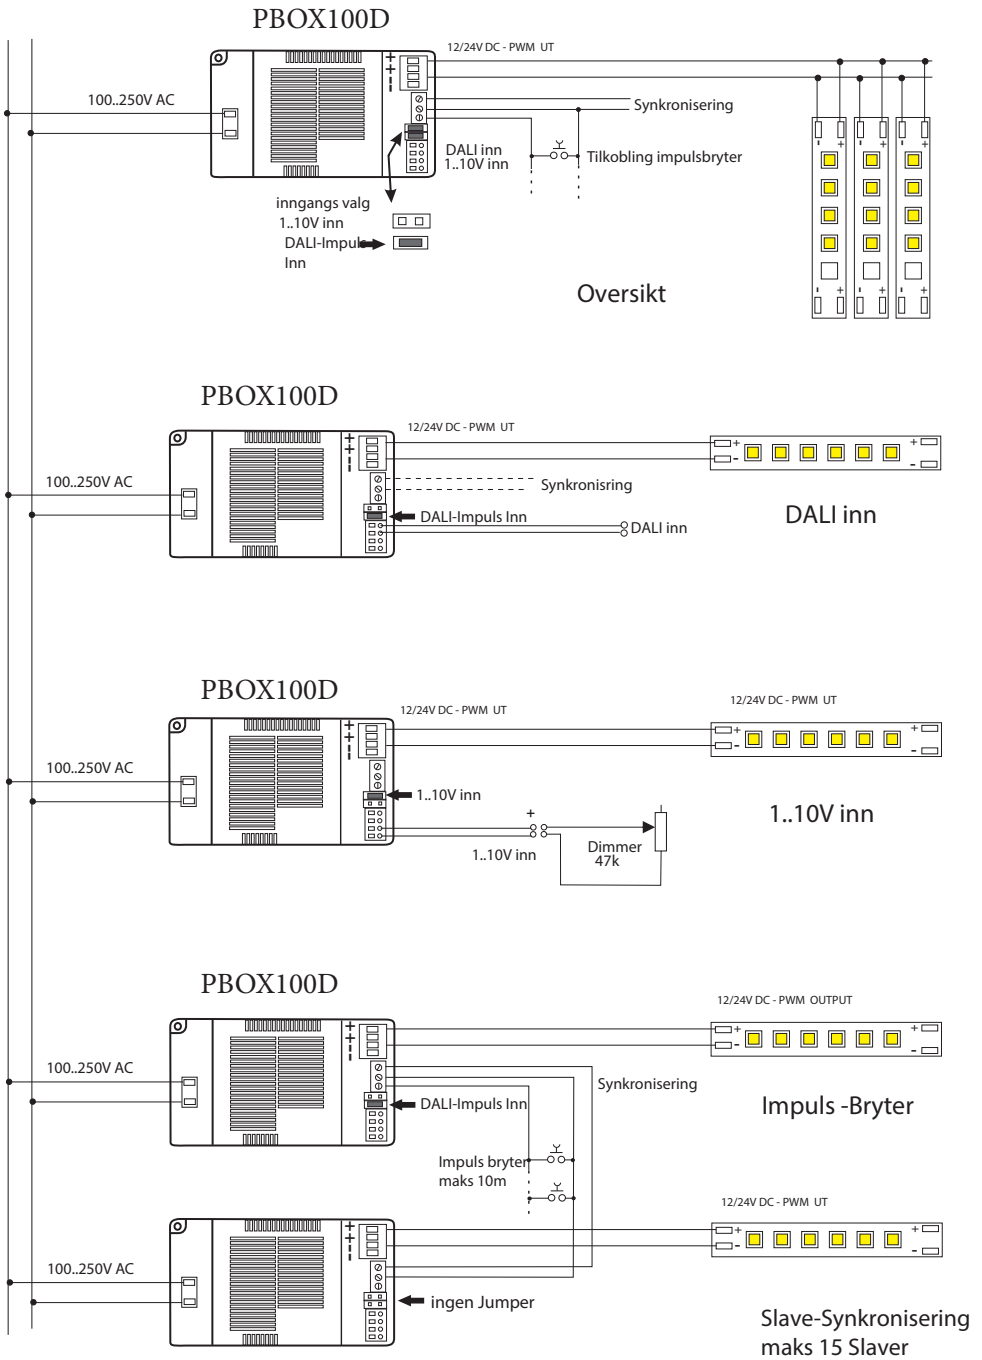 PBOX100D
12/24V DC - PWM UT
100..250V AC
Synkronisering
DALI inn
1..10V inn
Tilkobling impulsbryter
inngangs valg
1..10V inn
DALI-Impuls
Inn
Oversikt
PBOX100D
12/24V DC - PWM UT
100..250V AC
Synkronisring
DALI-Impuls Inn
DALI inn
DALI inn
PBOX100D
12/24V DC - PWM UT
12/24V DC - PWM UT
100..250V AC
1..10V inn
1..10V inn
+
1..10V inn
Dimmer
47k
PBOX100D
12/24V DC - PWM OUTPUT
100..250V AC
Synkronisering
DALI-Impuls Inn
Impuls -Bryter
Impuls bryter
maks 10m
12/24V DC - PWM UT
100..250V AC
ingen Jumper
Slave-Synkronisering
maks 15 Slaver